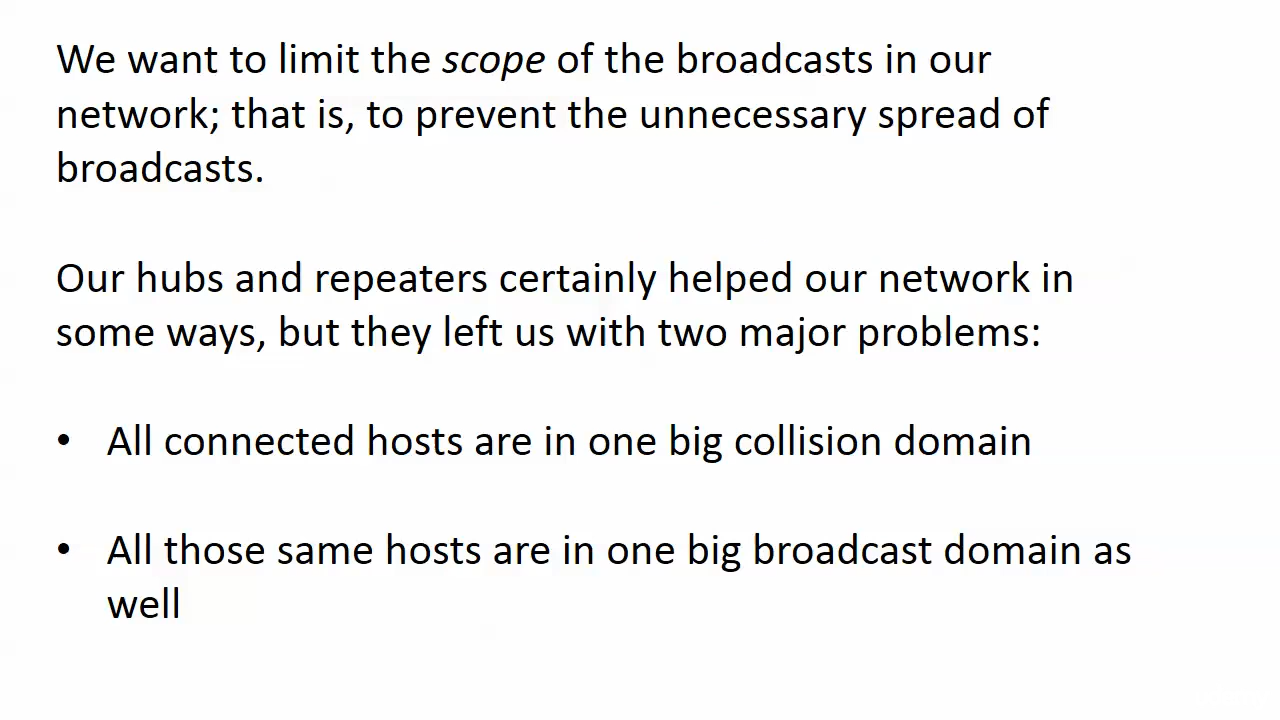 We want to limit the scope of the broadcasts in our
network; that is, to prevent the unnecessary spread of
broadcasts.
Our hubs and repeaters certainly helped our network in
some ways, but they left us with two major problems:
• All connected hosts are in one big collision domain
• All those same hosts are in one big broadcast domain as
well